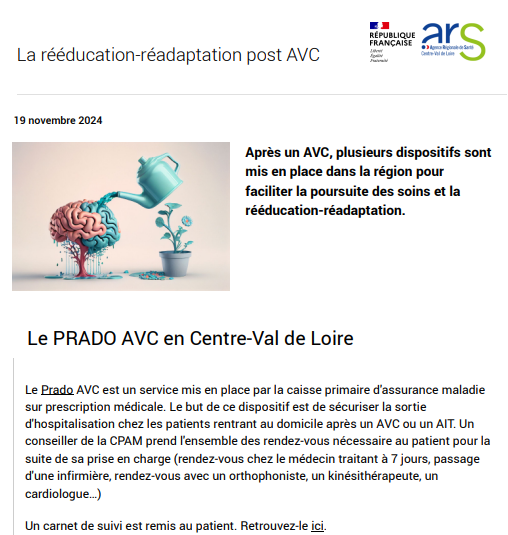 La rééducation-réadaptation post AVC
RÉPUBLIQUE
FRANÇAISE
Liberté
Égalité
Fraternité
ars
Agence Régionale de Santé
Centre-Val de Loire
19 novembre 2024
Après un AVC, plusieurs dispositifs sont
mis en place dans la région pour
faciliter la poursuite des soins et la
rééducation-réadaptation.
Le PRADO AVC en Centre-Val de Loire
Le Prado AVC est un service mis en place par la caisse primaire d'assurance maladie
sur prescription médicale. Le but de ce dispositif est de sécuriser la sortie
d'hospitalisation chez les patients rentrant au domicile après un AVC ou un AIT. Un
conseiller de la CPAM prend l'ensemble des rendez-vous nécessaire au patient pour la
suite de sa prise en charge (rendez-vous chez le médecin traitant à 7 jours, passage
d'une infirmière, rendez-vous avec un orthophoniste, un kinésithérapeute, un
cardiologue…)
Un carnet de suivi est remis au patient. Retrouvez-le ici.